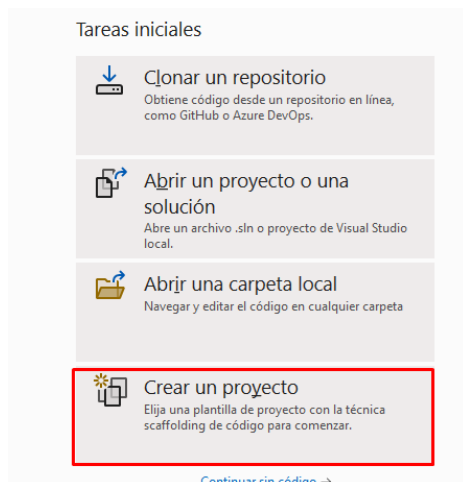 Tareas iniciales
Clonar un repositorio
Obtiene código desde un repositorio en línea,
como GitHub o Azure DevOps.
Abrir un proyecto o una
solución
Abre un archivo .sln o proyecto de Visual Studio
local.
Abrir una carpeta local
Navegar y editar el código en cualquier carpeta
Crear un proyecto
Elija una plantilla de proyecto con la técnica
scaffolding de código para comenzar.
Continuar sin código →